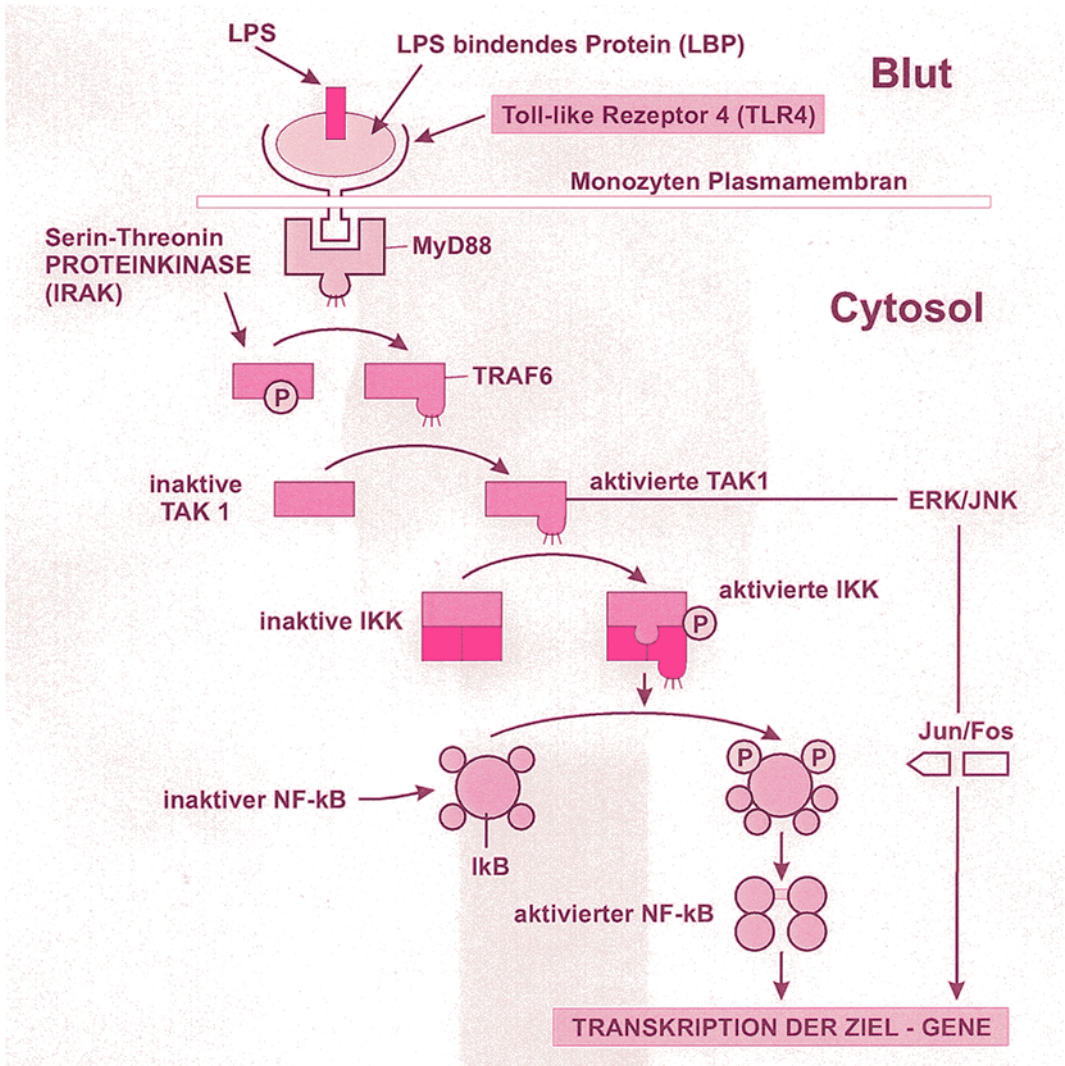 LPS
LPS bindendes Protein (LBP)
Blut
Toll-like Rezeptor 4 (TLR4)
Monozyten Plasmamembran
Serin-Threonin
PROTEINKINASE
(IRAK)
MyD88
Cytosol
P
TRAF6
inaktive
TAK 1
aktivierte TAK1
ERK/JNK
inaktive IKK
aktivierte IKK
P
Jun/Fos
P
P
inaktiver NF-kB
IkB
aktivierter NF-kB
TRANSKRIPTION DER ZIEL - GENE